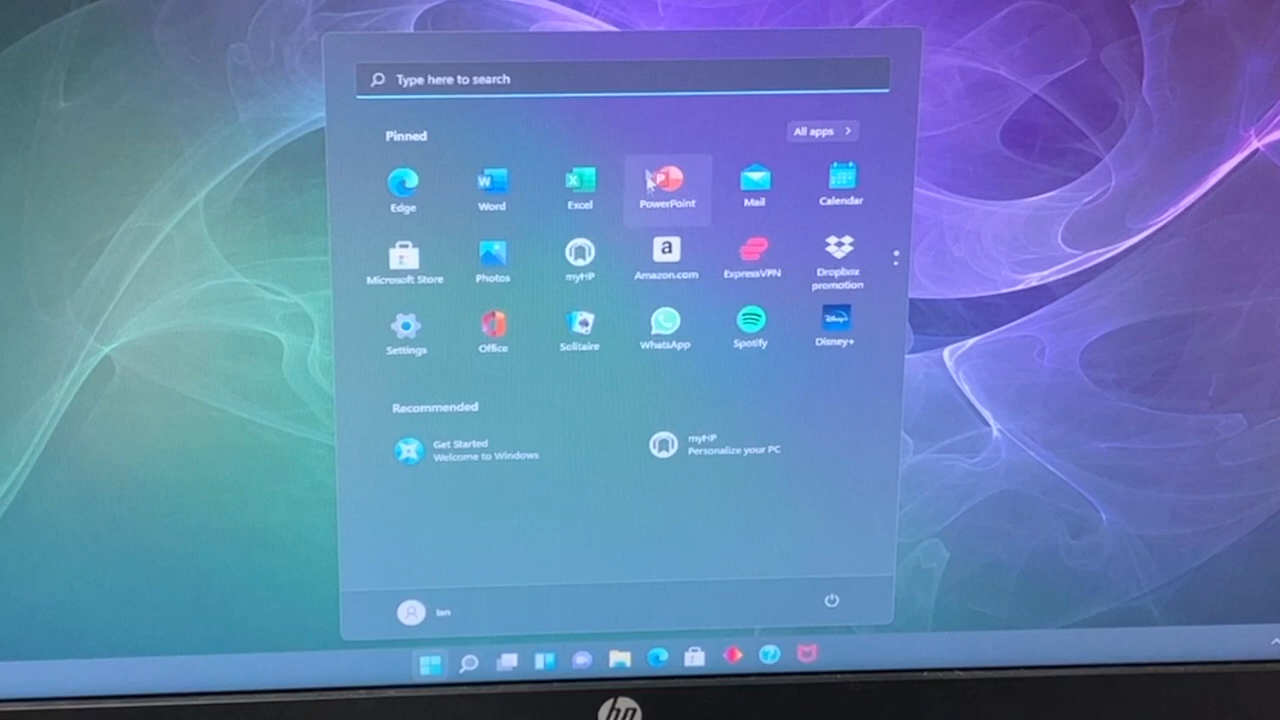 Type here to search
Pinned
All apps
Edge
Word
Excel
PowerPoint
Mail
Calendar
Microsoft Store
Photos
myHP
Amazon.com
ExpressVPN
Dropbox
promotion
Settings
Office
Solitaire
WhatsApp
Spotify
Disney+
Recommended
Get Started
Welcome to Windows
myHP
Personalize your PC
hp